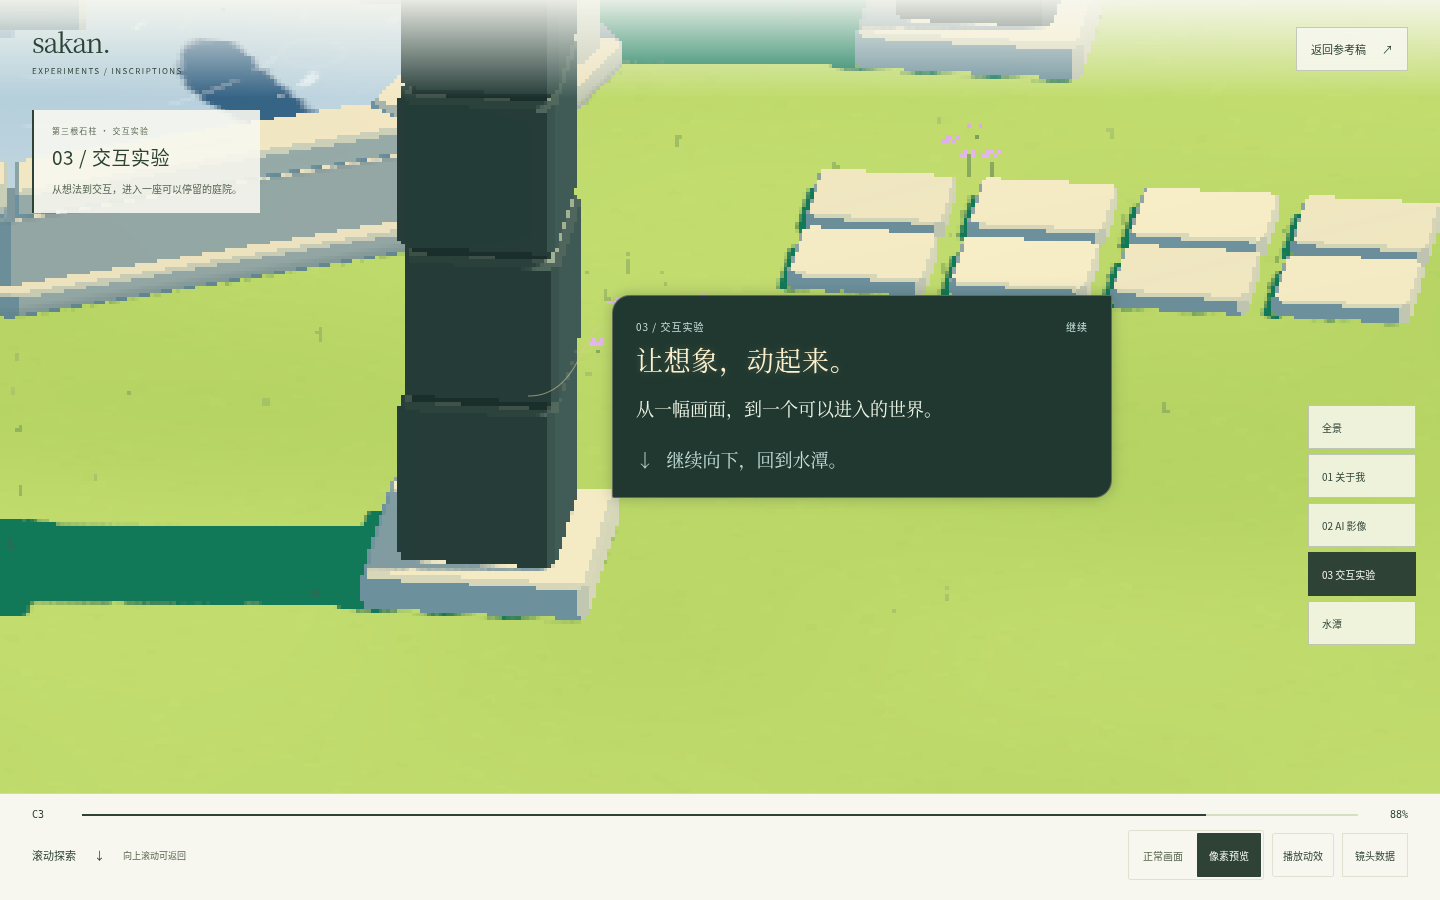 sakan.
EXPERIMENTS / INSCRIPTIONS
返回参考稿 ↗
第三根石柱 · 交互实验
03 / 交互实验
从想法到交互，进入一座可以停留的庭院。
03 / 交互实验
继续
让想象，动起来。
从一幅画面，到一个可以进入的世界。
↓ 继续向下，回到水潭。
全景
01 关于我
02 AI 影像
03 交互实验
水潭
C3
88%
滚动探索 ↓ 向上滚动可返回
正常画面
像素预览
播放动效
镜头数据